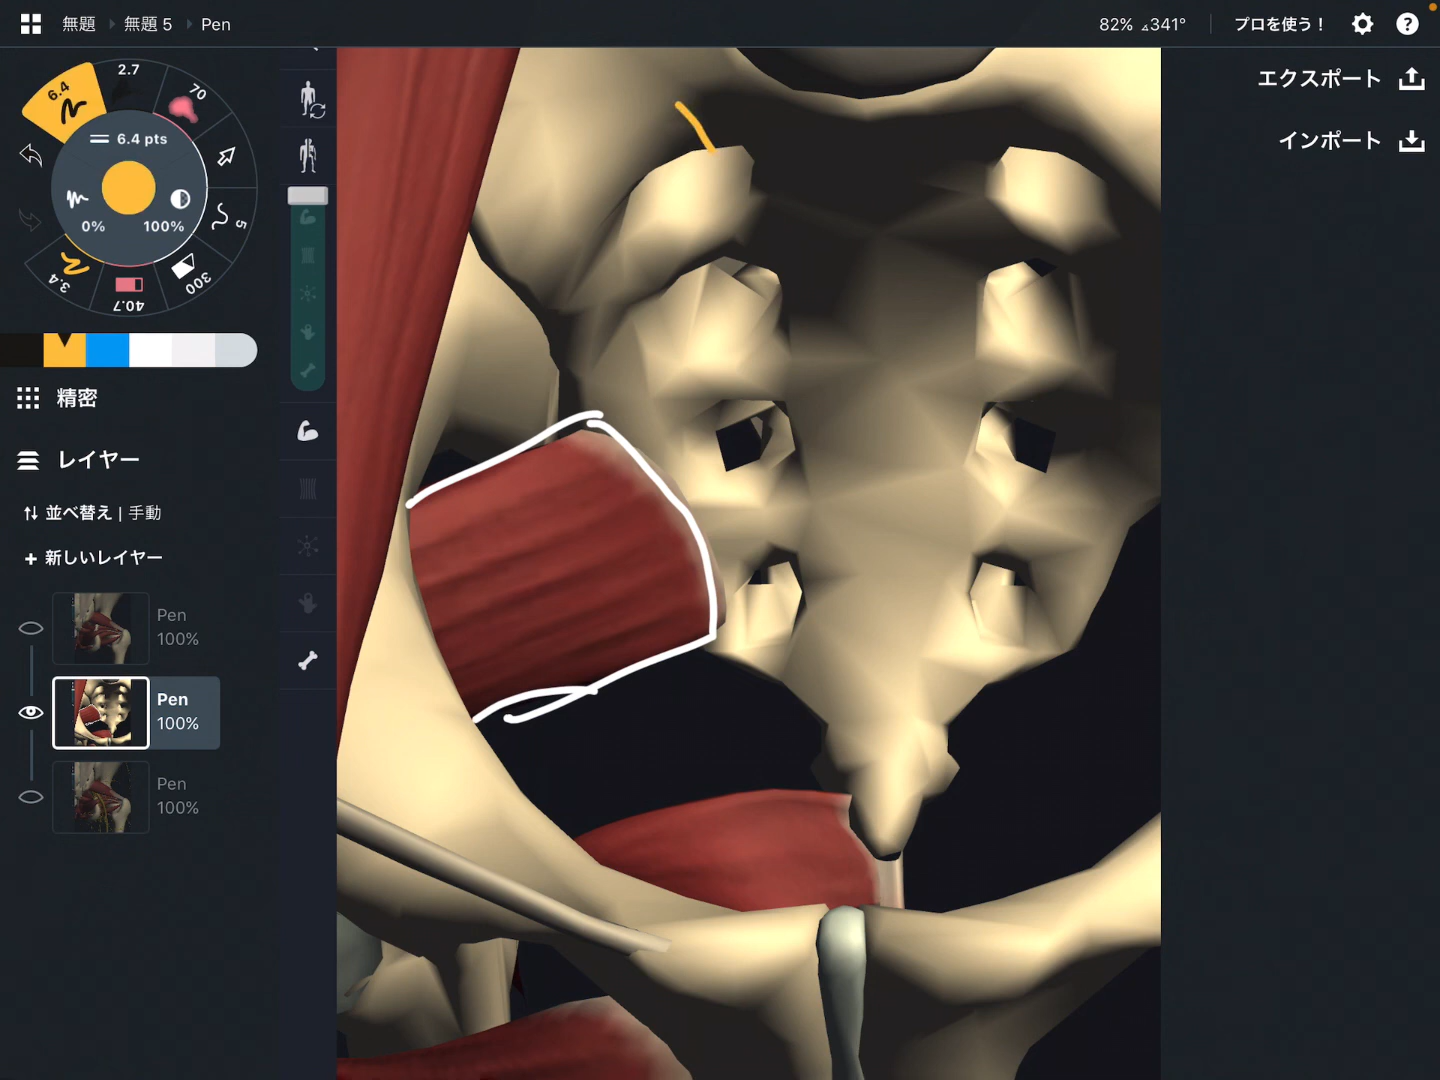 無題 無題 5 Pen
82% ⦟341°
プロを使う！
?
エクスポート
インポート
6.4
2.7
70
5
300
40.7
3.4
6.4 pts
0%
100%
精密
レイヤー
並べ替え | 手動
+ 新しいレイヤー
Pen
100%
Pen
100%
Pen
100%